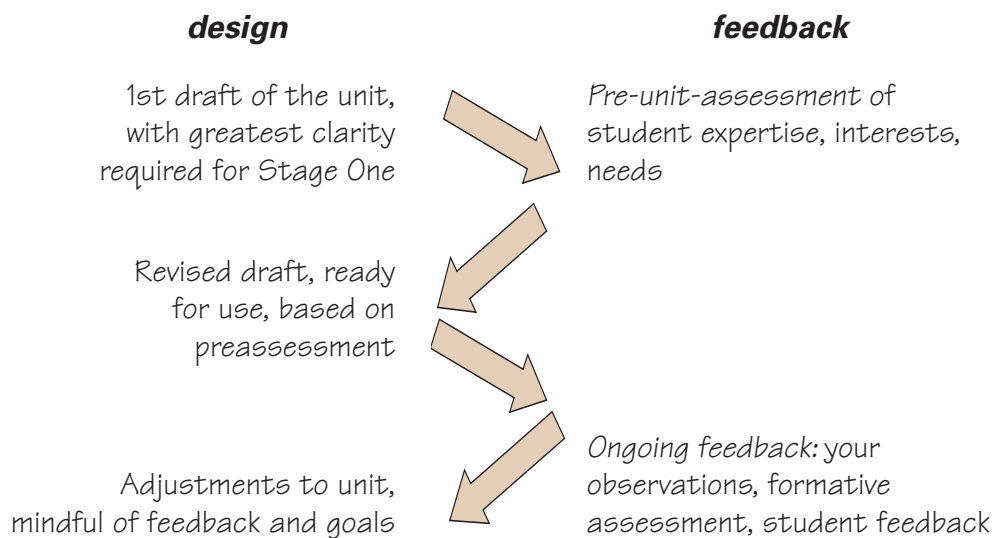 design
feedback
1st draft of the unit,
with greatest clarity
required for Stage One
Pre-unit-assessment of
student expertise, interests,
needs
Revised draft, ready
for use, based on
preassessment
Ongoing feedback: your
observations, formative
assessment, student feedback
Adjustments to unit,
mindful of feedback and goals